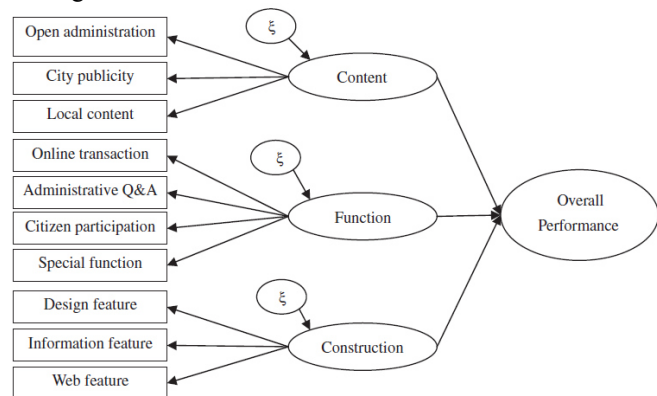 Open administration
City publicity
Local content
Online transaction
Administrative Q&A
Citizen participation
Special function
Design feature
Information feature
Web feature
ξ
Content
ξ
Function
ξ
Construction
Overall
Performance